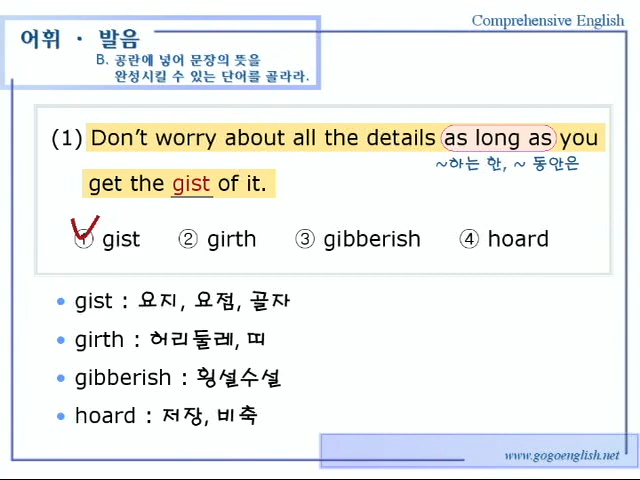 Comprehensive English
어휘 · 발음
B. 공란에 넣어 문장의 뜻을
완성시킬 수 있는 단어를 골라라.
(1) Don't worry about all the details as long as you
~하는 한, ~ 동안은
get the gist of it.
① gist ② girth ③ gibberish ④ hoard
• gist : 요지, 요점, 골자
• girth : 허리둘레, 띠
• gibberish : 횡설수설
• hoard : 저장, 비축
www.gogoenglish.net